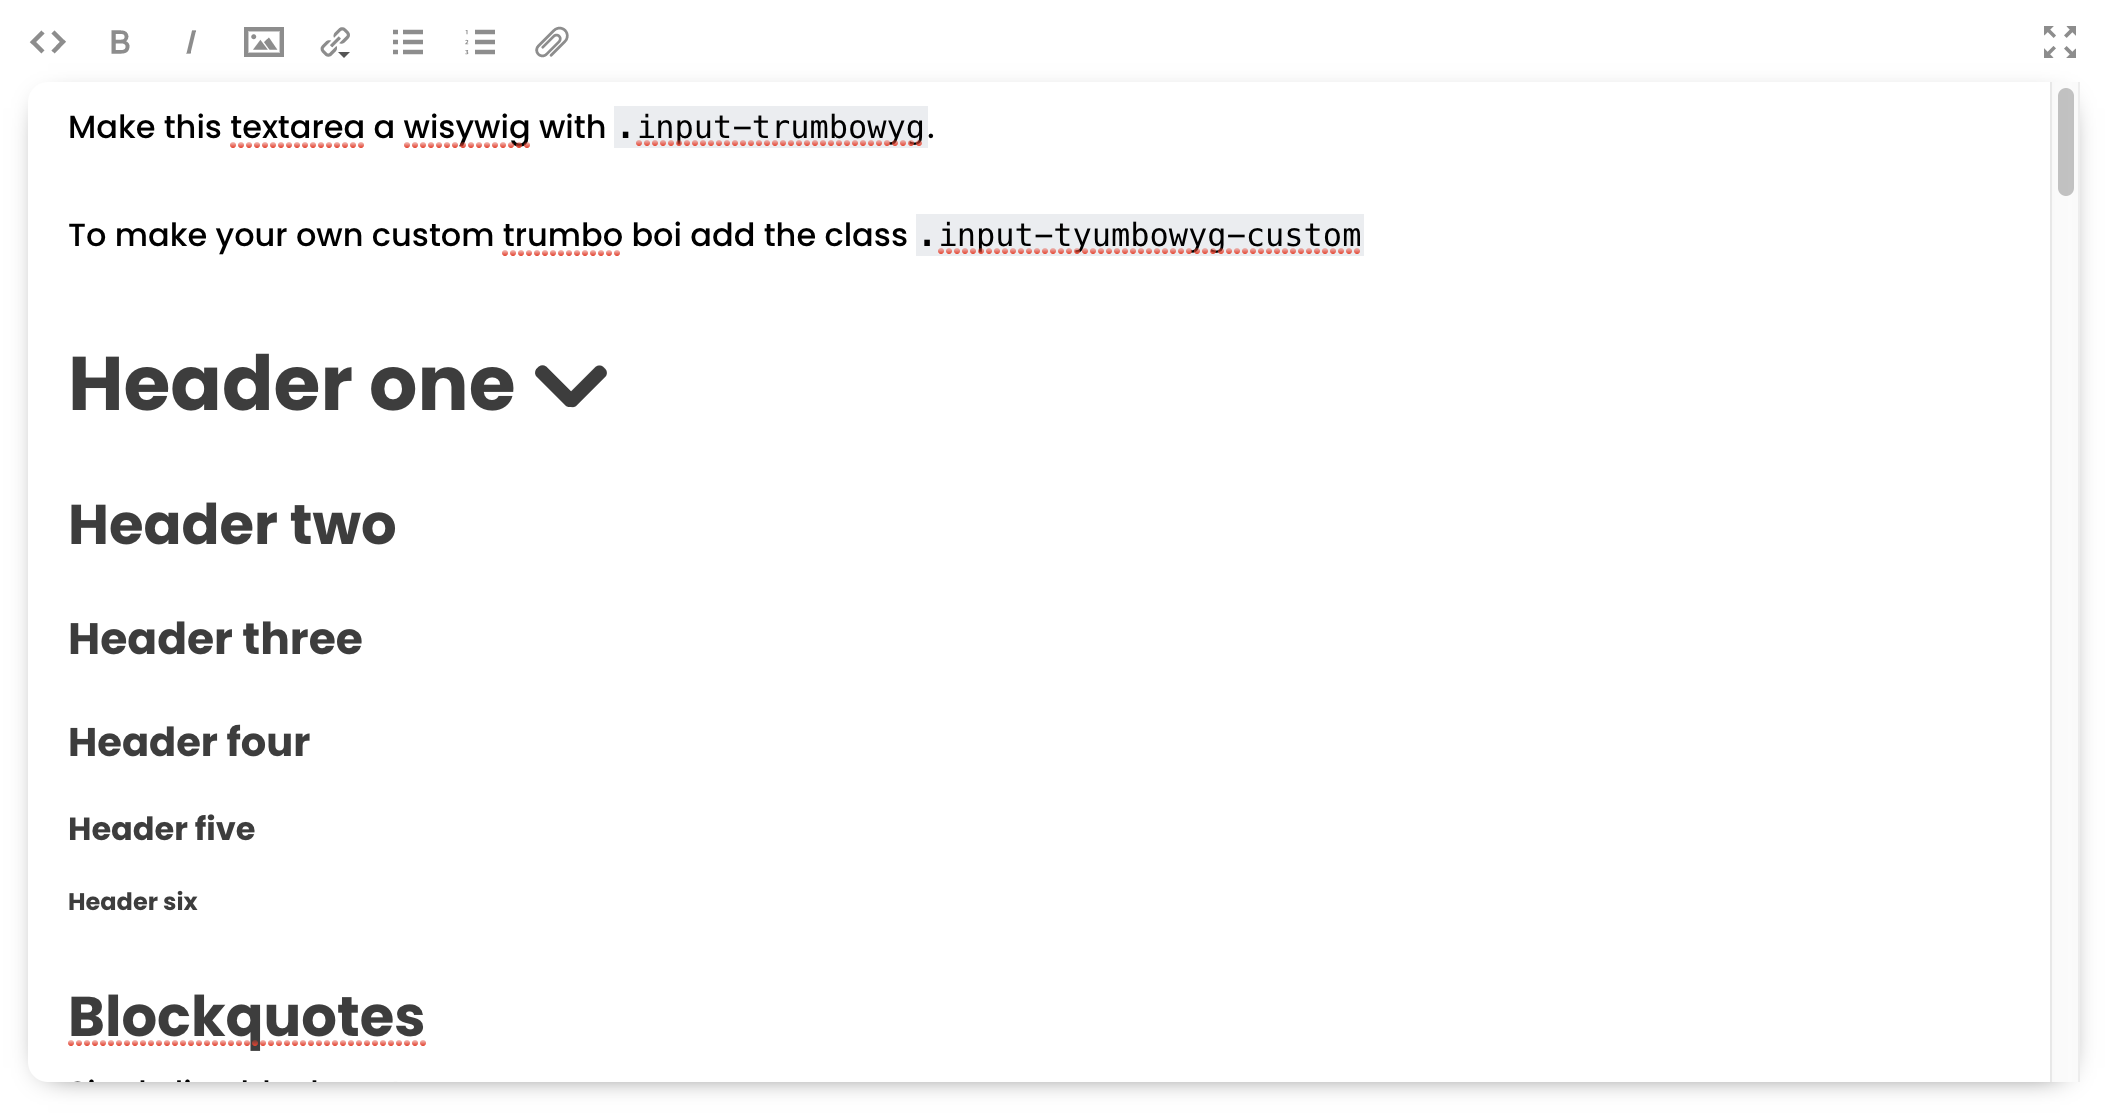 Make this textarea a wisywig with .input-trumbowyg.
To make your own custom trumbo boi add the class .input-tyumbowyg-custom
Header one
Header two
Header three
Header four
Header five
Header six
Blockquotes